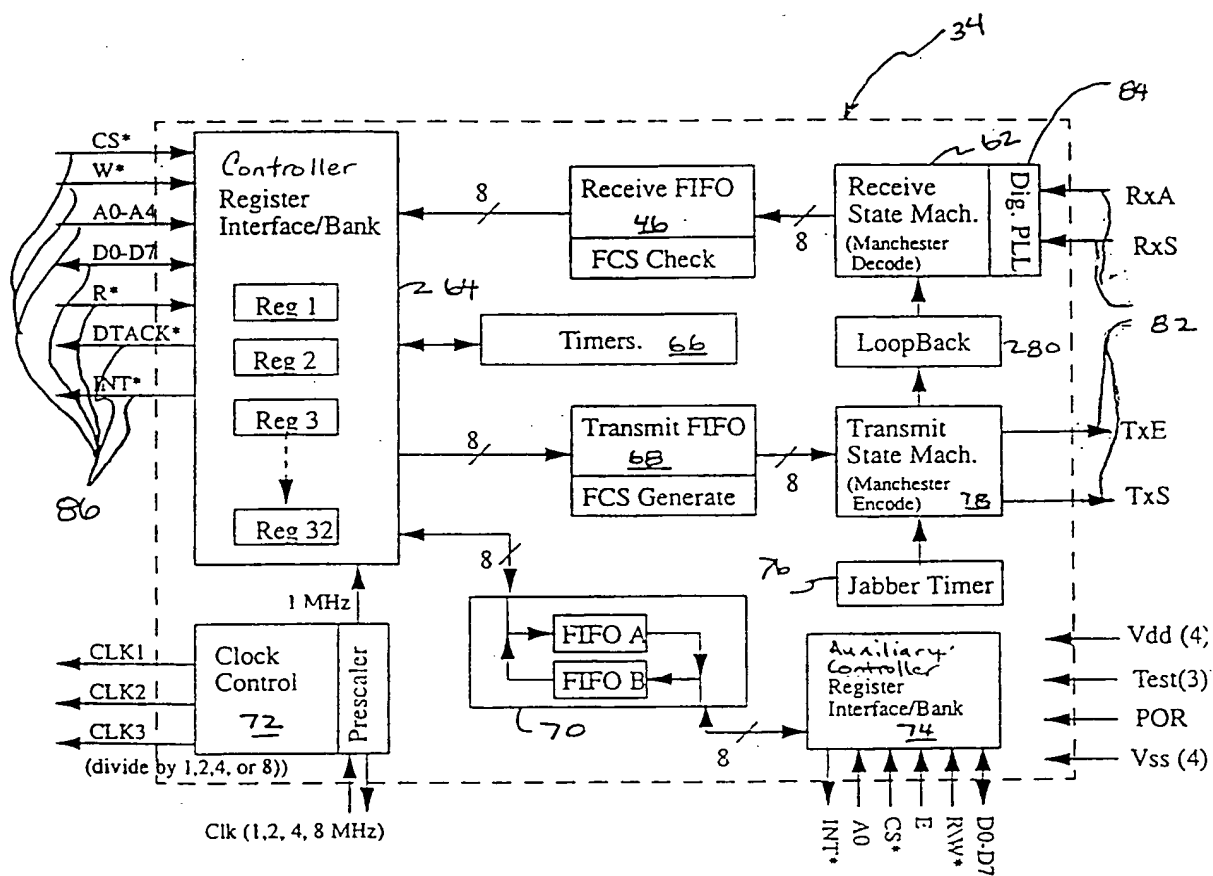 34
84
CS*
W*
A0-A4
D0-D7
R*
DTACK*
INT*
86
Controller
Register
Interface/Bank
Reg 1
Reg 2
Reg 3
Reg 32
64
8
Receive FIFO
46
FCS Check
8
62
Receive
State Mach.
(Manchester
Decode)
Dig. PLL
RxA
RxS
82
Timers. 66
LoopBack
80
8
Transmit FIFO
68
FCS Generate
8
Transmit
State Mach.
(Manchester
Encode) 78
TxE
TxS
76
Jabber Timer
8
1 MHz
CLK1
CLK2
CLK3
(divide by 1,2,4, or 8))
Clock
Control
72
Prescaler
Clk (1,2, 4, 8 MHz)
FIFO A
FIFO B
70
8
Auxiliary
Controller
Register
Interface/Bank
74
Vdd (4)
Test(3)
POR
Vss (4)
INT*
A0
CS*
E
R\W*
D0-D7